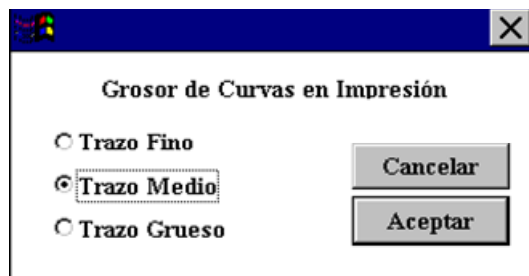 Grosor de Curvas en Impresión
Trazo Fino
Trazo Medio
Trazo Grueso
Cancelar
Aceptar